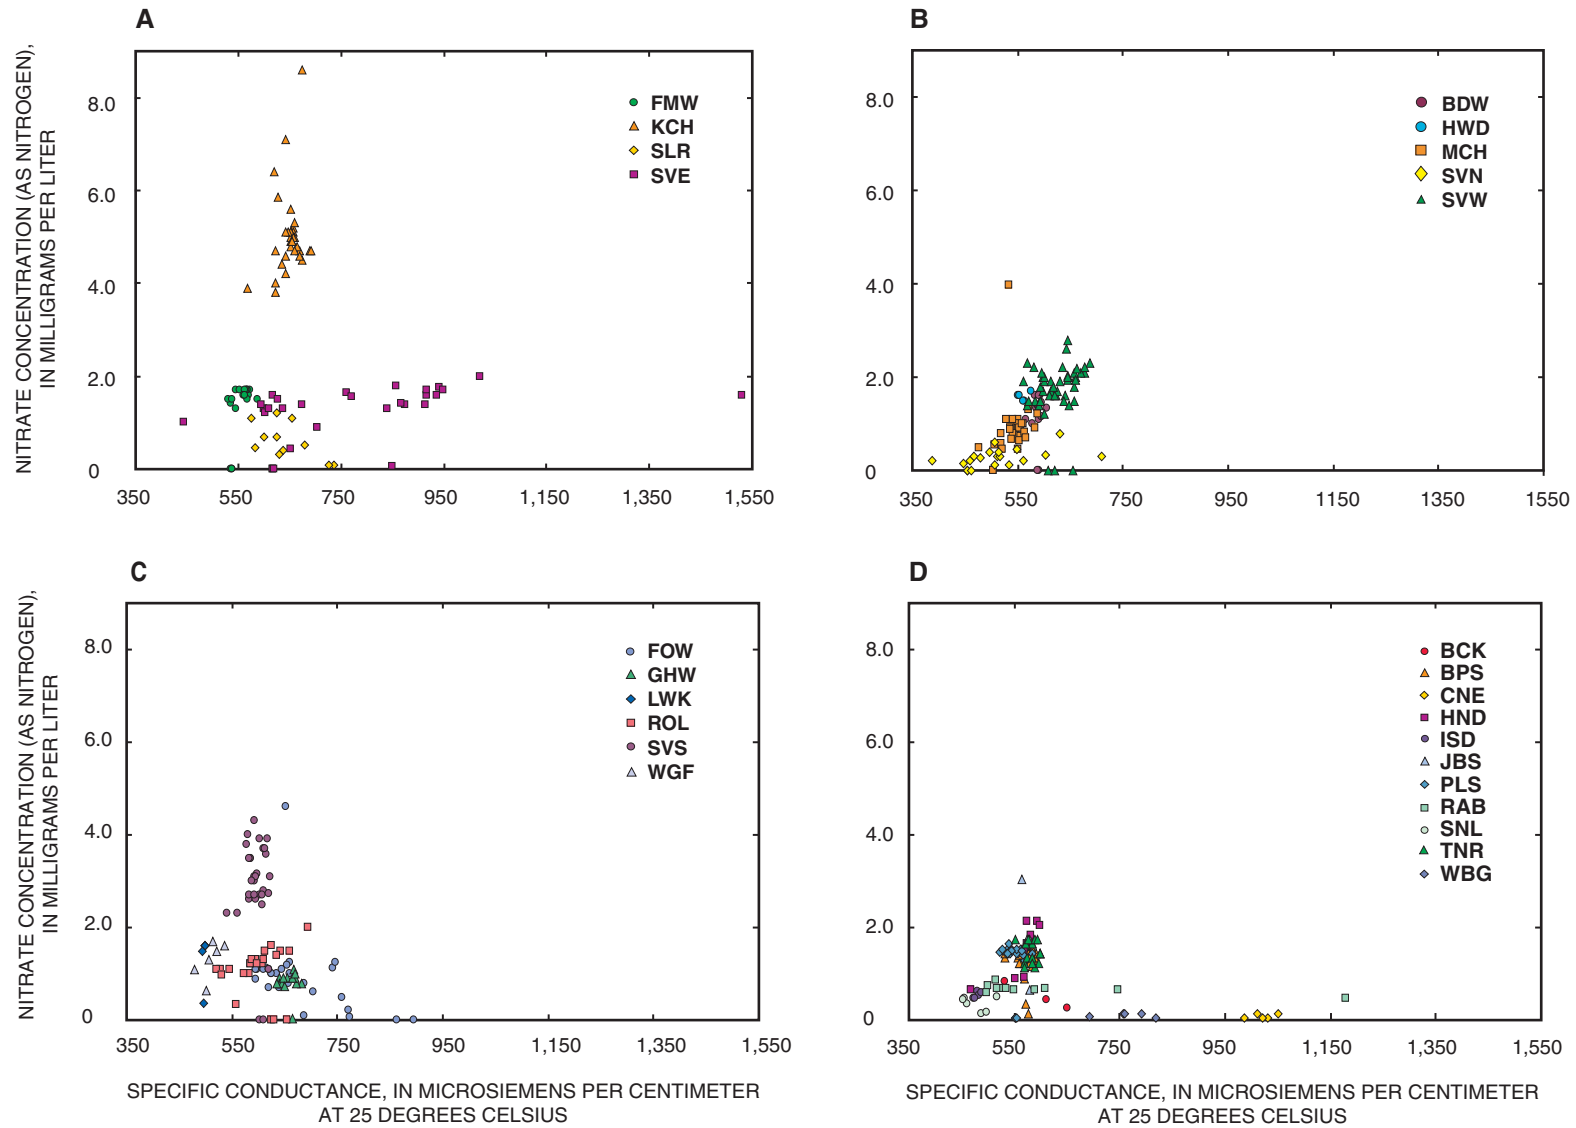 A
NITRATE CONCENTRATION (AS NITROGEN),
IN MILLIGRAMS PER LITER
8.0
6.0
4.0
2.0
0
350 550 750 950 1,150 1,350 1,550
FMW
KCH
SLR
SVE
B
8.0
6.0
4.0
2.0
0
350 550 750 950 1150 1350 1550
BDW
HWD
MCH
SVN
SVW
C
NITRATE CONCENTRATION (AS NITROGEN),
IN MILLIGRAMS PER LITER
8.0
6.0
4.0
2.0
0
350 550 750 950 1,150 1,350 1,550
FOW
GHW
LWK
ROL
SVS
WGF
SPECIFIC CONDUCTANCE, IN MICROSIEMENS PER CENTIMETER
AT 25 DEGREES CELSIUS
D
8.0
6.0
4.0
2.0
0
350 550 750 950 1,150 1,350 1,550
BCK
BPS
CNE
HND
ISD
JBS
PLS
RAB
SNL
TNR
WBG
SPECIFIC CONDUCTANCE, IN MICROSIEMENS PER CENTIMETER
AT 25 DEGREES CELSIUS